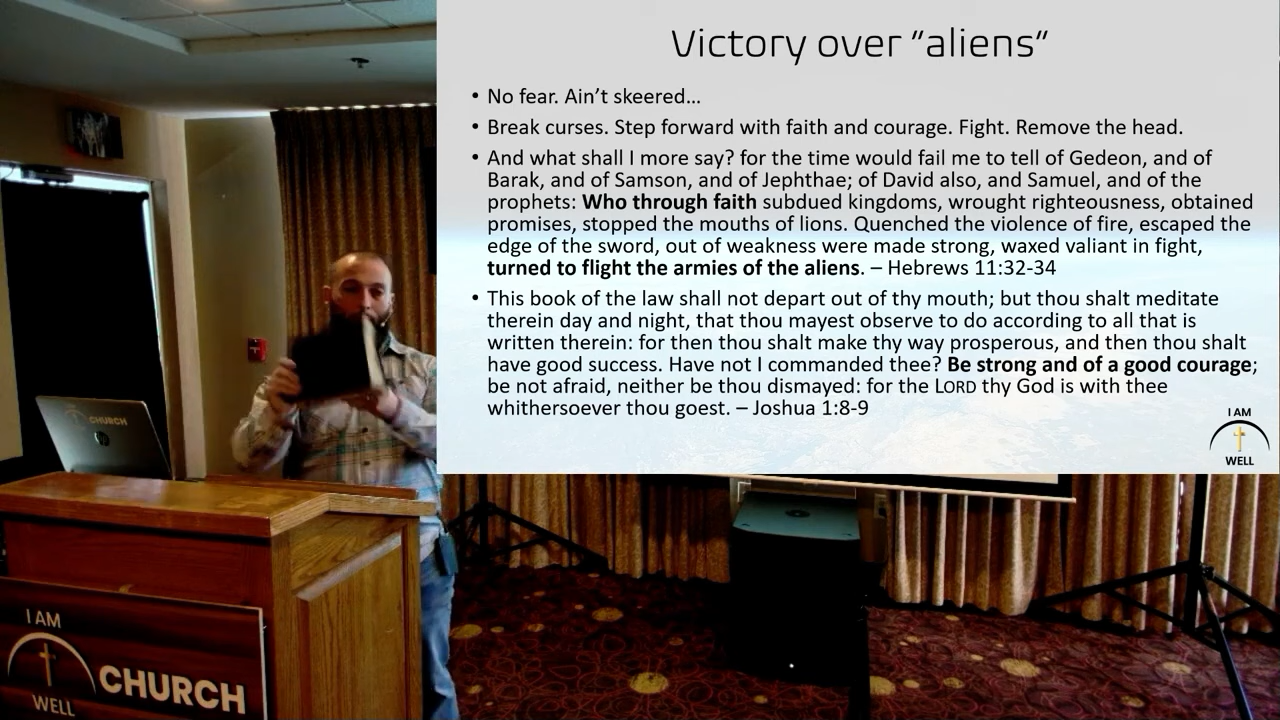 Victory over "aliens"
• No fear. Ain't skeered…
• Break curses. Step forward with faith and courage. Fight. Remove the head.
• And what shall I more say? for the time would fail me to tell of Gedeon, and of
Barak, and of Samson, and of Jephthae; of David also, and Samuel, and of the
prophets: Who through faith subdued kingdoms, wrought righteousness, obtained
promises, stopped the mouths of lions. Quenched the violence of fire, escaped the
edge of the sword, out of weakness were made strong, waxed valiant in fight,
turned to flight the armies of the aliens. – Hebrews 11:32-34
• This book of the law shall not depart out of thy mouth; but thou shalt meditate
therein day and night, that thou mayest observe to do according to all that is
written therein: for then thou shalt make thy way prosperous, and then thou shalt
have good success. Have not I commanded thee? Be strong and of a good courage;
be not afraid, neither be thou dismayed: for the LORD thy God is with thee
whithersoever thou goest. – Joshua 1:8-9
I AM
WELL
CHURCH
hp
I AM
CHURCH
WELL